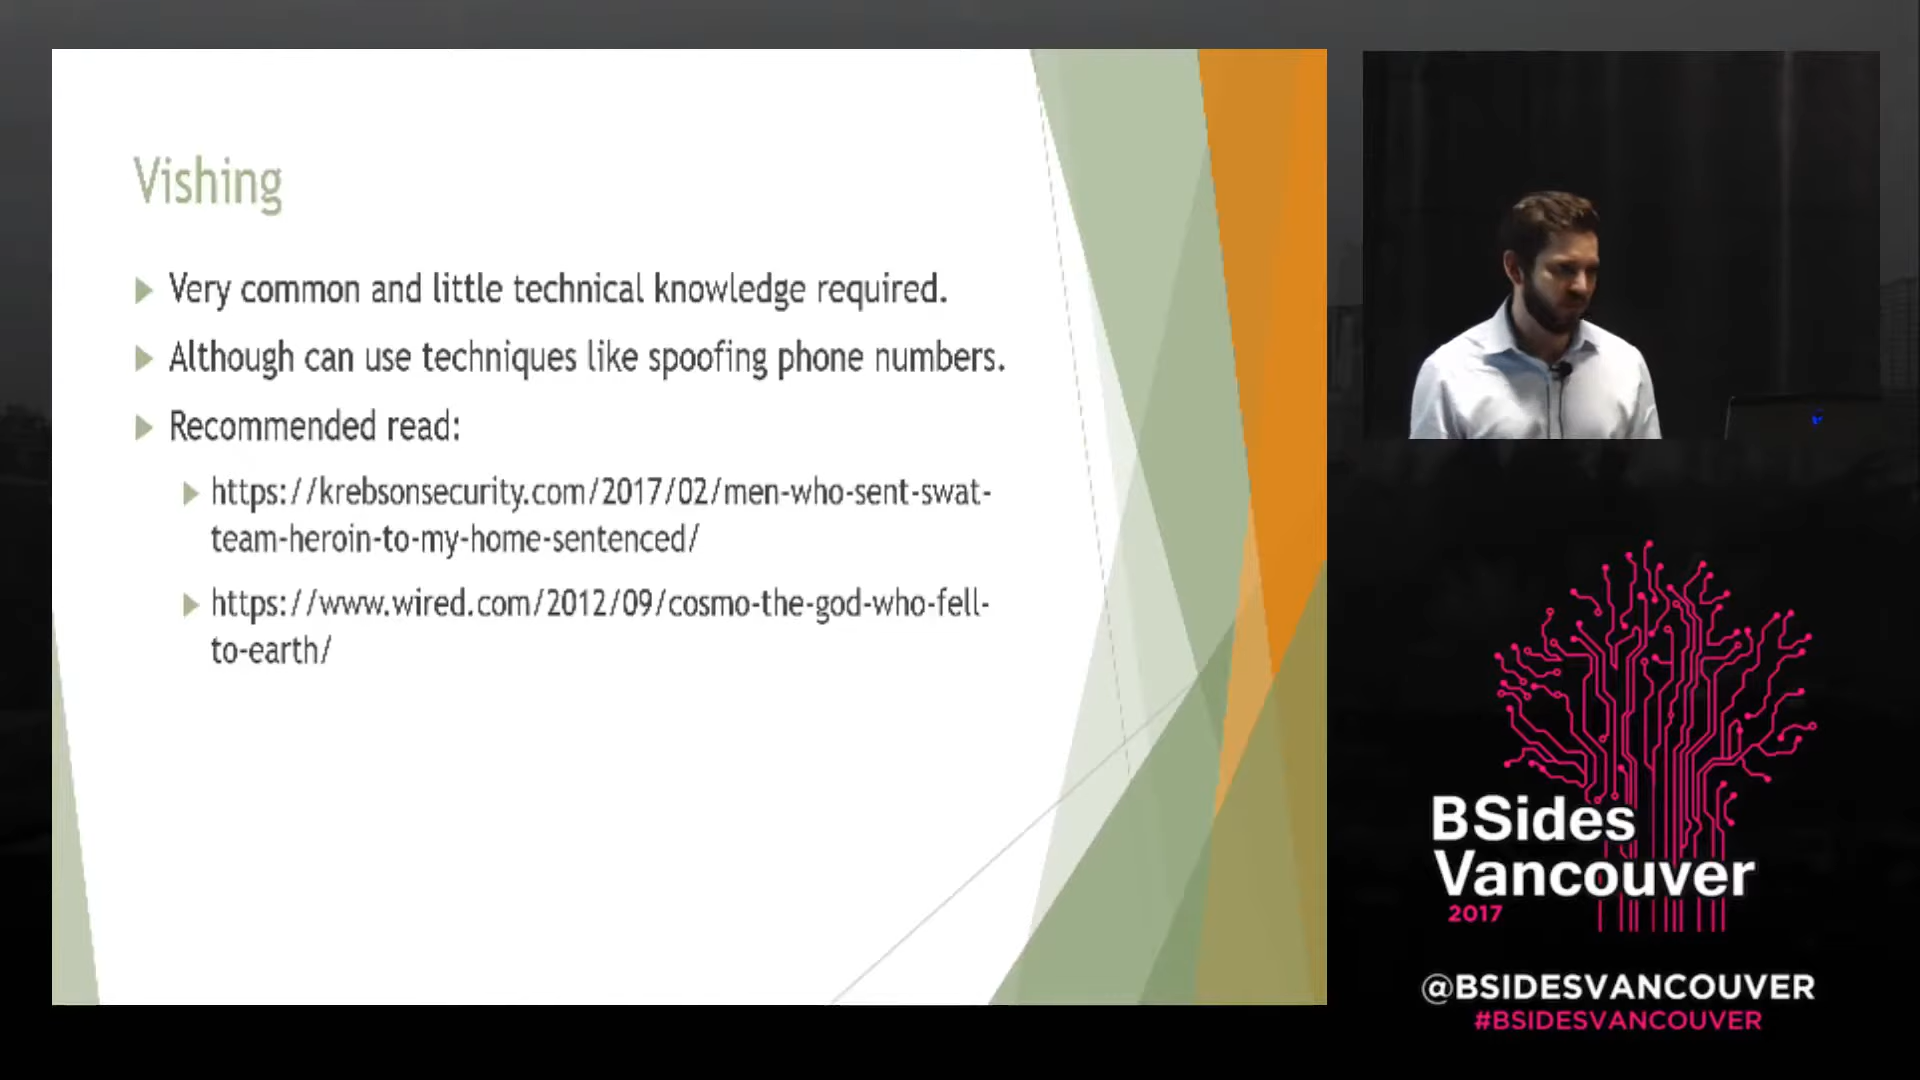 Vishing
Very common and little technical knowledge required.
Although can use techniques like spoofing phone numbers.
Recommended read:
https://krebsonsecurity.com/2017/02/men-who-sent-swat-
team-heroin-to-my-home-sentenced/
https://www.wired.com/2012/09/cosmo-the-god-who-fell-
to-earth/
BSides
Vancouver
2017
@BSIDESVANCOUVER
#BSIDESVANCOUVER